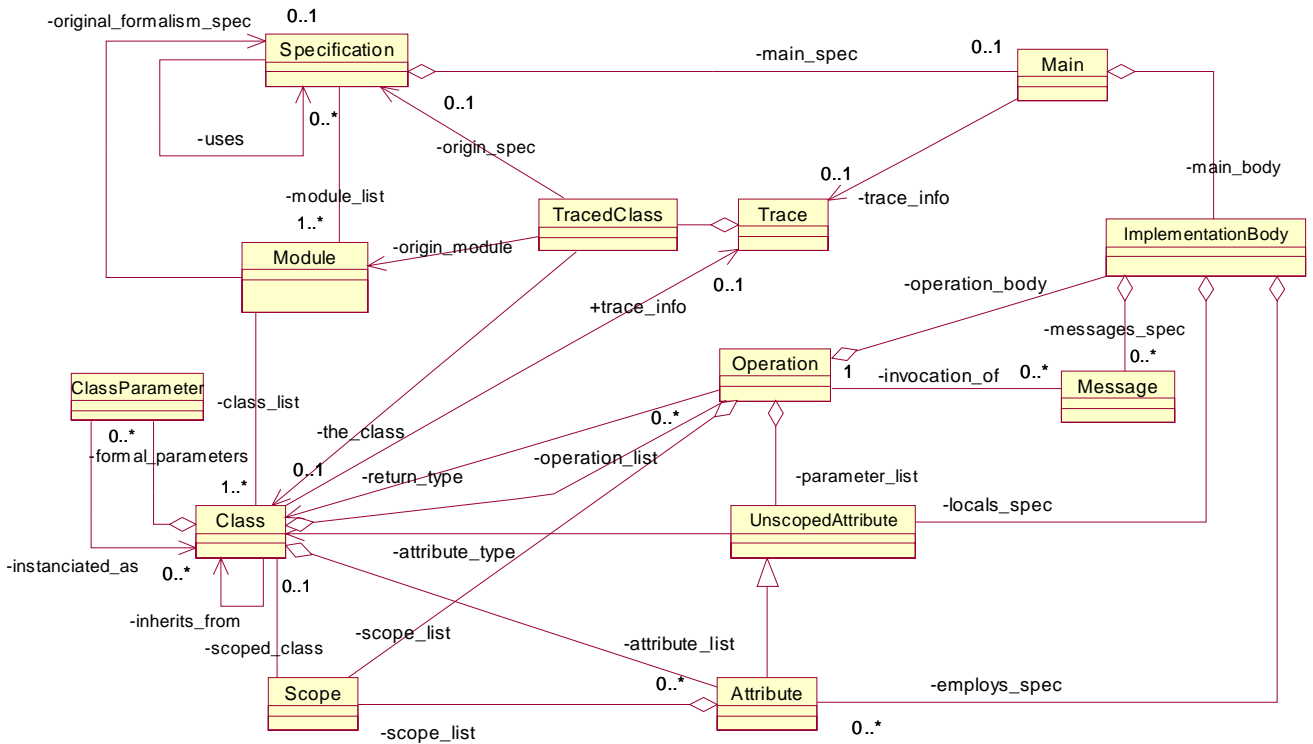 -original_formalism_spec
0..1
Specification
-main_spec
0..1
Main
0..*
0..1
-uses
-origin_spec
-main_body
0..1
-module_list
-trace_info
1..*
TracedClass
Trace
ImplementationBody
-origin_module
Module
0..1
-operation_body
+trace_info
-messages_spec
Operation
0..*
1
-invocation_of
0..*
Message
ClassParameter
-class_list
0..*
0..*
-the_class
-formal_parameters
0..1
-return_type
-operation_list
-parameter_list
1..*
Class
UnscopedAttribute
-locals_spec
-attribute_type
-instanciated_as
0..*
0..1
-inherits_from
-scope_list
-attribute_list
-scoped_class
Scope
0..*
Attribute
-employs_spec
0..*
-scope_list